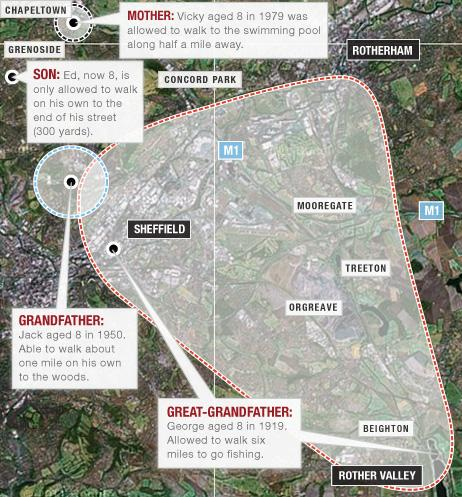 CHAPELTOWN
MOTHER: Vicky aged 8 in 1979 was
allowed to walk to the swimming pool
along half a mile away.
GRENOSIDE
ROTHERHAM
SON: Ed, now 8, is
only allowed to walk
on his own to the
end of his street
(300 yards).
CONCORD PARK
M1
MOOREGATE
M1
SHEFFIELD
TREETON
ORGREAVE
GRANDFATHER:
Jack aged 8 in 1950.
Able to walk about
one mile on his own
to the woods.
GREAT-GRANDFATHER:
George aged 8 in 1919.
Allowed to walk six
miles to go fishing.
BEIGHTON
ROTHER VALLEY